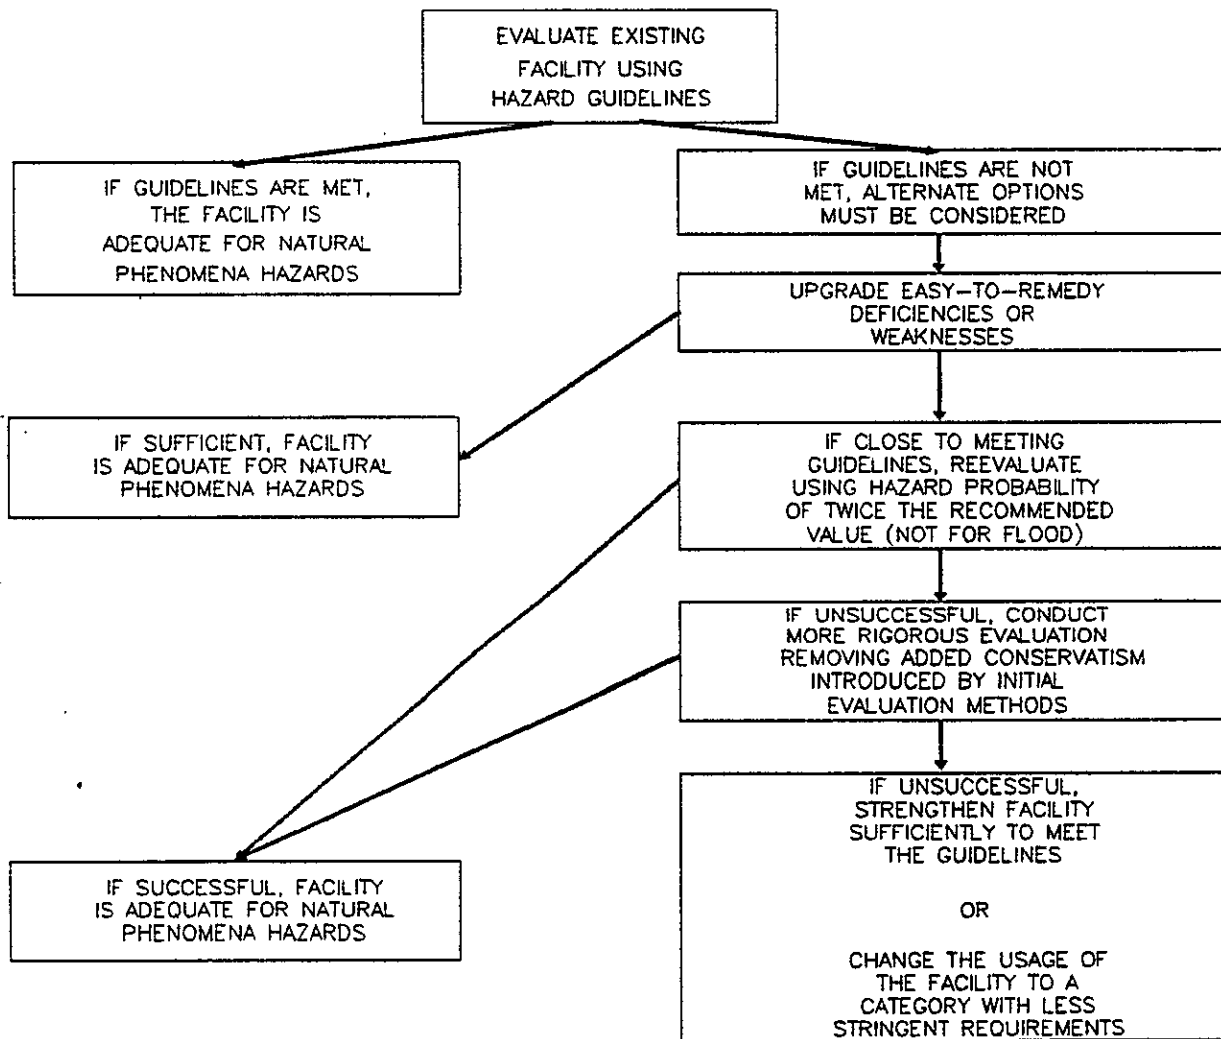 EVALUATE EXISTING
FACILITY USING
HAZARD GUIDELINES
IF GUIDELINES ARE MET,
THE FACILITY IS
ADEQUATE FOR NATURAL
PHENOMENA HAZARDS
IF GUIDELINES ARE NOT
MET, ALTERNATE OPTIONS
MUST BE CONSIDERED
UPGRADE EASY-TO-REMEDY
DEFICIENCIES OR
WEAKNESSES
IF SUFFICIENT, FACILITY
IS ADEQUATE FOR NATURAL
PHENOMENA HAZARDS
IF CLOSE TO MEETING
GUIDELINES, REEVALUATE
USING HAZARD PROBABILITY
OF TWICE THE RECOMMENDED
VALUE (NOT FOR FLOOD)
IF UNSUCCESSFUL, CONDUCT
MORE RIGOROUS EVALUATION
REMOVING ADDED CONSERVATISM
INTRODUCED BY INITIAL
EVALUATION METHODS
IF SUCCESSFUL, FACILITY
IS ADEQUATE FOR NATURAL
PHENOMENA HAZARDS
IF UNSUCCESSFUL,
STRENGTHEN FACILITY
SUFFICIENTLY TO MEET
THE GUIDELINES
OR
CHANGE THE USAGE OF
THE FACILITY TO A
CATEGORY WITH LESS
STRINGENT REQUIREMENTS